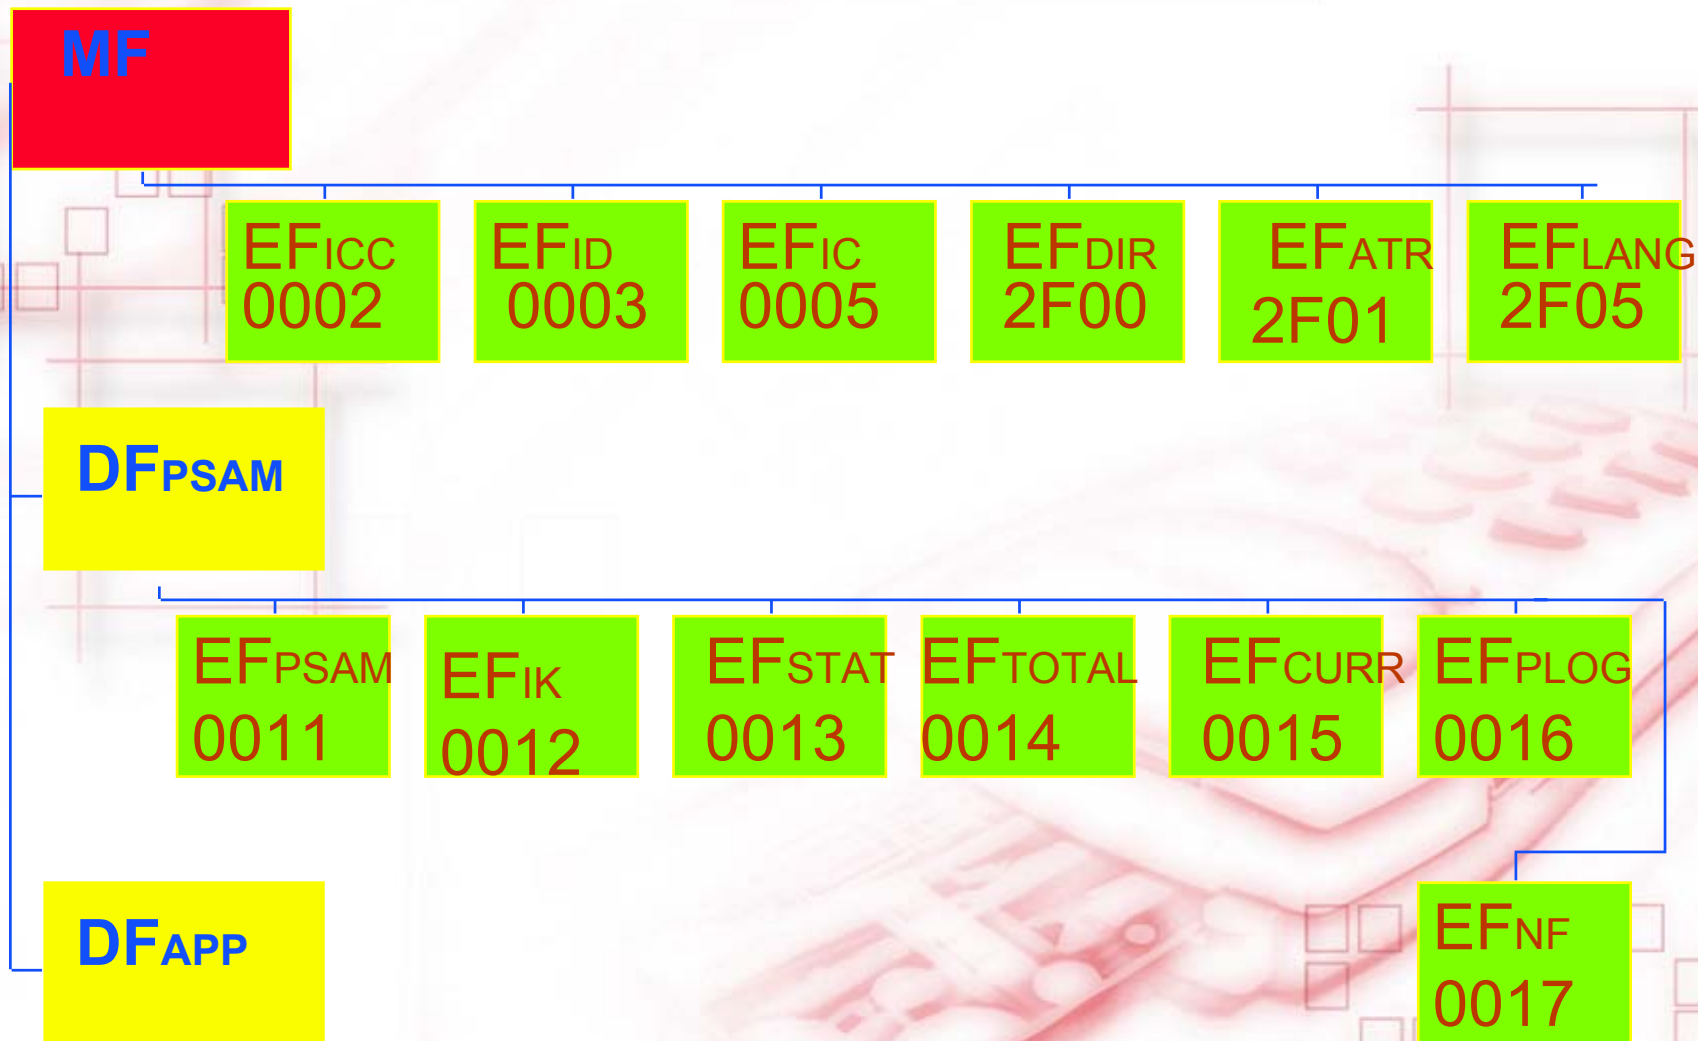 MF
EFICC
0002
EFID
0003
EFIC
0005
EFDIR
2F00
EFATR
2F01
EFLANG
2F05
DFPSAM
EFPSAM
0011
EFIK
0012
EFSTAT
0013
EFTOTAL
0014
EFCURR
0015
EFPLOG
0016
DFAPP
EFNF
0017